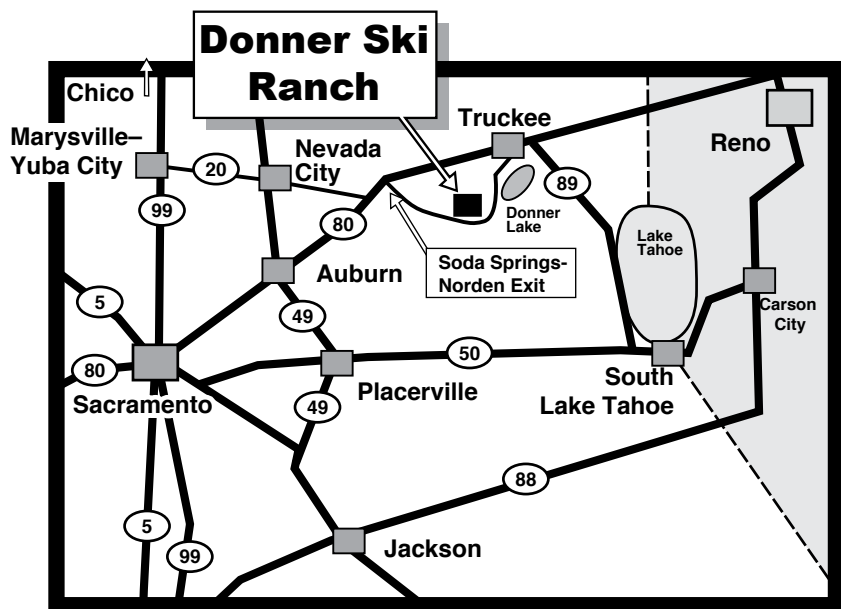 Donner Ski
Ranch
Chico
Truckee
Marysville–
Yuba City
Reno
20
Nevada
City
89
99
80
Donner
Lake
Lake
Tahoe
Auburn
Soda Springs-
Norden Exit
5
49
Carson
City
80
50
Sacramento
Placerville
South
Lake Tahoe
49
88
5
99
Jackson